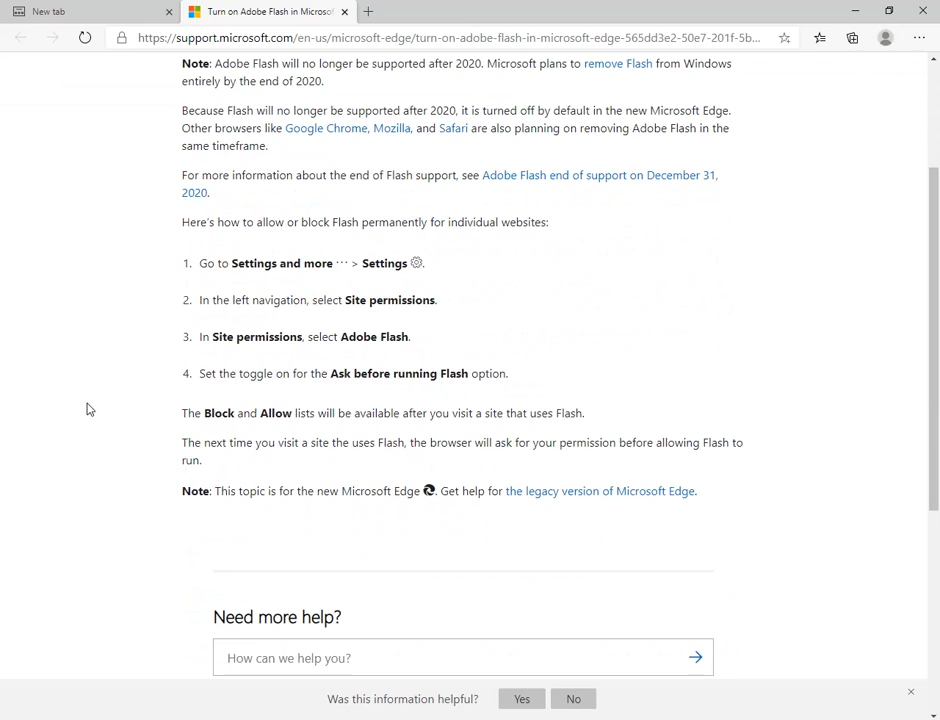 New tab
Turn on Adobe Flash in Microsof
https://support.microsoft.com/en-us/microsoft-edge/turn-on-adobe-flash-in-microsoft-edge-565dd3e2-50e7-201f-5b...
Note: Adobe Flash will no longer be supported after 2020. Microsoft plans to remove Flash from Windows
entirely by the end of 2020.
Because Flash will no longer be supported after 2020, it is turned off by default in the new Microsoft Edge.
Other browsers like Google Chrome, Mozilla, and Safari are also planning on removing Adobe Flash in the
same timeframe.
For more information about the end of Flash support, see Adobe Flash end of support on December 31,
2020.
Here's how to allow or block Flash permanently for individual websites:
1. Go to Settings and more ··· > Settings .
2. In the left navigation, select Site permissions.
3. In Site permissions, select Adobe Flash.
4. Set the toggle on for the Ask before running Flash option.
The Block and Allow lists will be available after you visit a site that uses Flash.
The next time you visit a site the uses Flash, the browser will ask for your permission before allowing Flash to
run.
Note: This topic is for the new Microsoft Edge . Get help for the legacy version of Microsoft Edge.
Need more help?
How can we help you?
Was this information helpful? Yes No